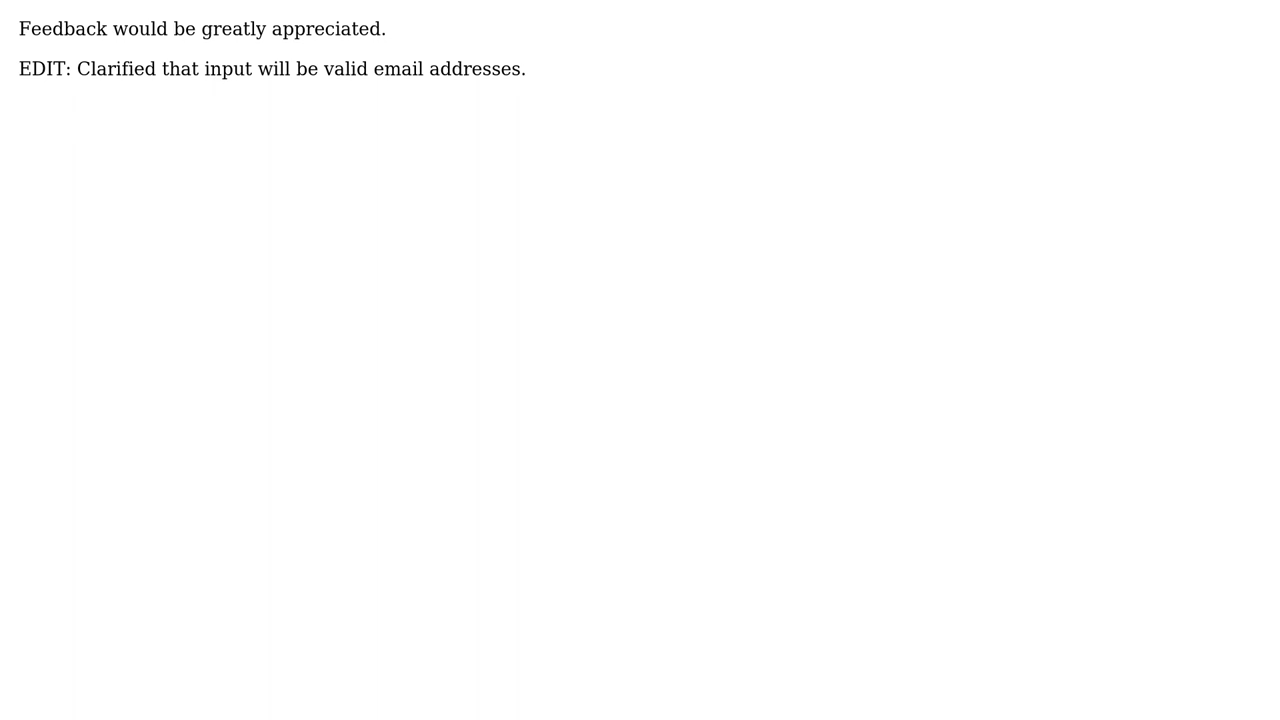 Feedback would be greatly appreciated.
EDIT: Clarified that input will be valid email addresses.